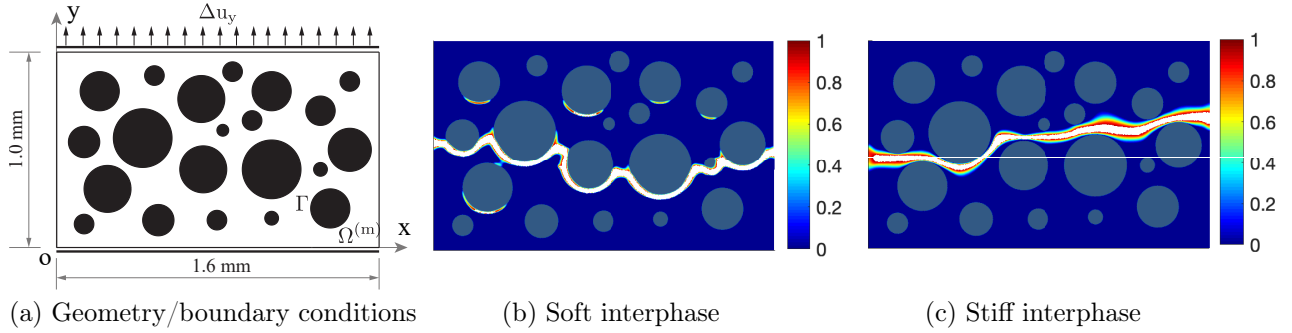 y
Δu_y
1.0 mm
Γ
Ω^(m)
x
o
1.6 mm
1
0.8
0.6
0.4
0.2
0
1
0.8
0.6
0.4
0.2
0
(a) Geometry/boundary conditions
(b) Soft interphase
(c) Stiff interphase